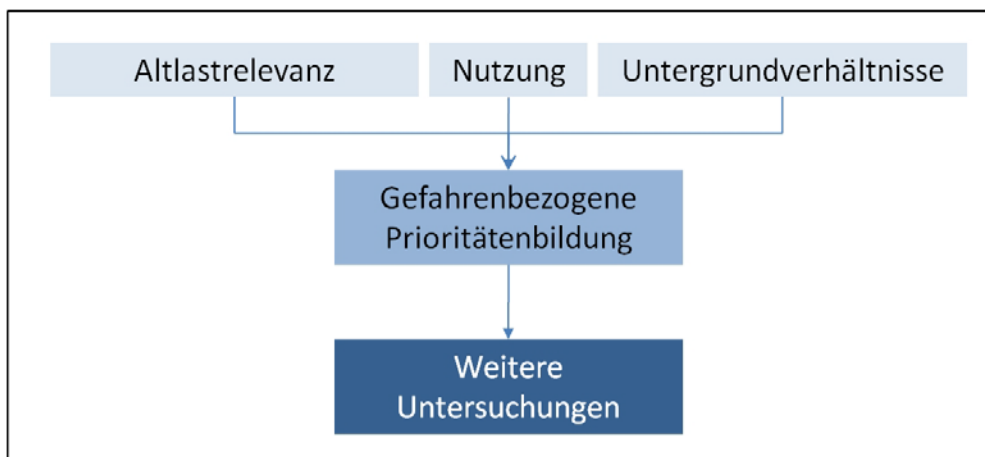 Altlastrelevanz
Nutzung
Untergrundverhältnisse
Gefahrenbezogene
Prioritätenbildung
Weitere
Untersuchungen